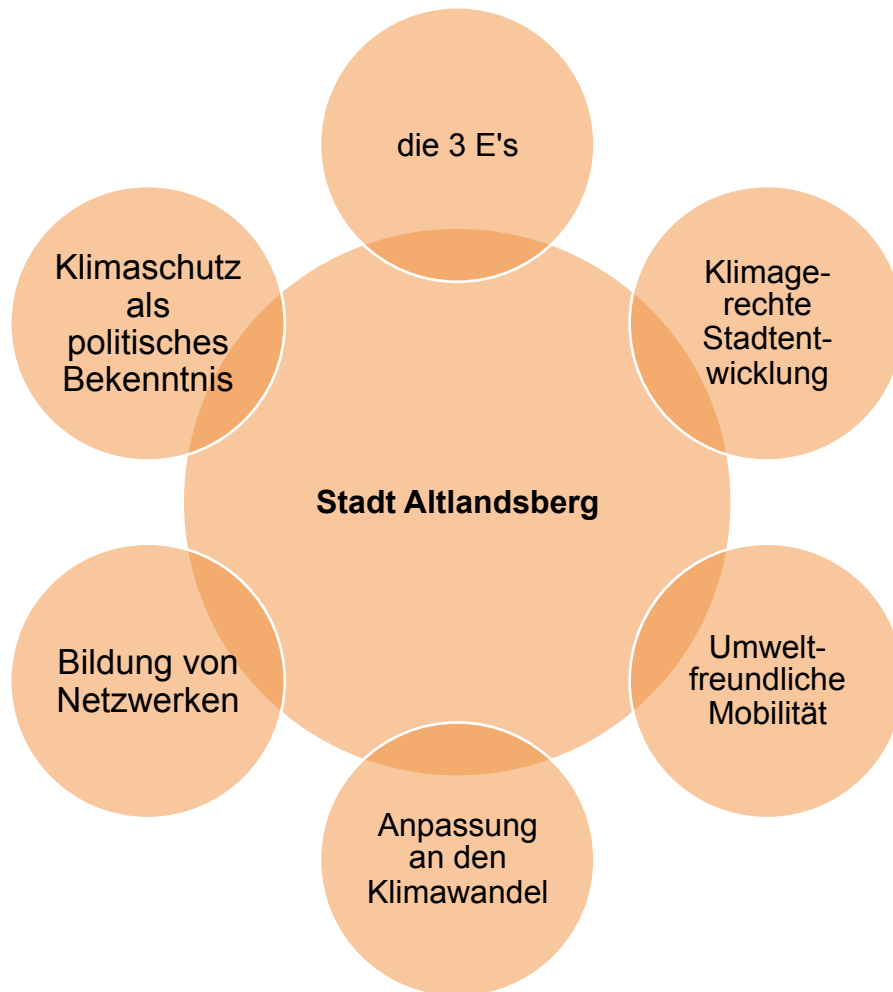 die 3 E's
Klimage-
rechte
Stadtent-
wicklung
Umwelt-
freundliche
Mobilität
Anpassung
an den
Klimawandel
Bildung von
Netzwerken
Klimaschutz
als
politisches
Bekenntnis
Stadt Altlandsberg